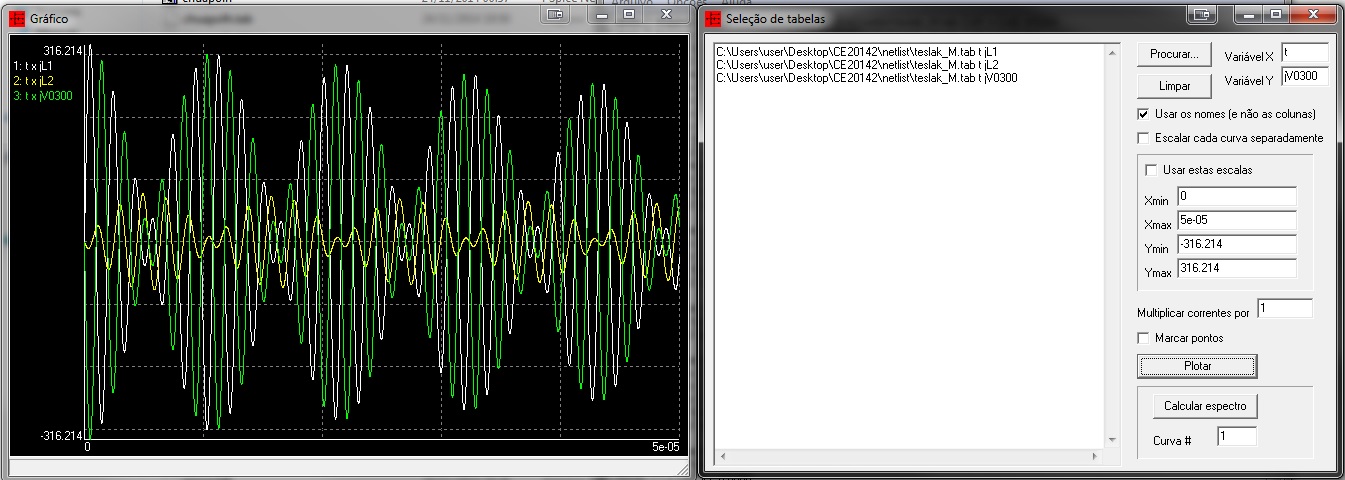 Gráfico
316.214
1: t x jL1
2: t x jL2
3: t x jV0300
-316.214
0
5e-05
Seleção de tabelas
C:\Users\user\Desktop\CE20142\netlist\teslak_M.tab t jL1
C:\Users\user\Desktop\CE20142\netlist\teslak_M.tab t jL2
C:\Users\user\Desktop\CE20142\netlist\teslak_M.tab t jV0300
Procurar...
Variável X
t
Limpar
Variável Y
jV0300
Usar os nomes (e não as colunas)
Escalar cada curva separadamente
Usar estas escalas
Xmin
0
Xmax
5e-05
Ymin
-316.214
Ymax
316.214
Multiplicar correntes por
1
Marcar pontos
Plotar
Calcular espectro
Curva #
1